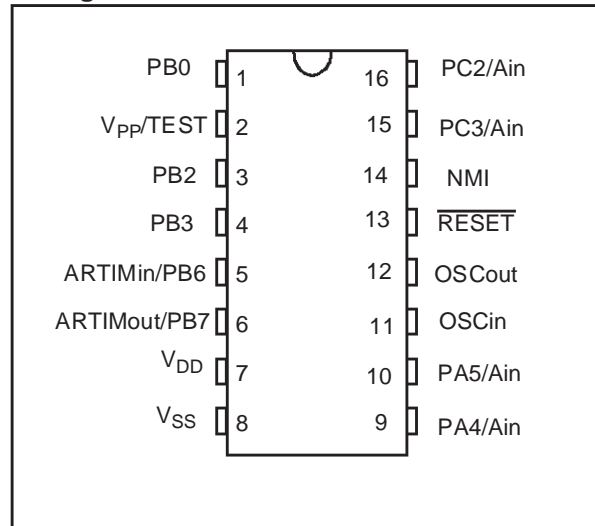 PB0 1 16 PC2/Ain
VPP/TEST 2 15 PC3/Ain
PB2 3 14 NMI
PB3 4 13 RESET
ARTIMin/PB6 5 12 OSCout
ARTIMout/PB7 6 11 OSCin
VDD 7 10 PA5/Ain
VSS 8 9 PA4/Ain